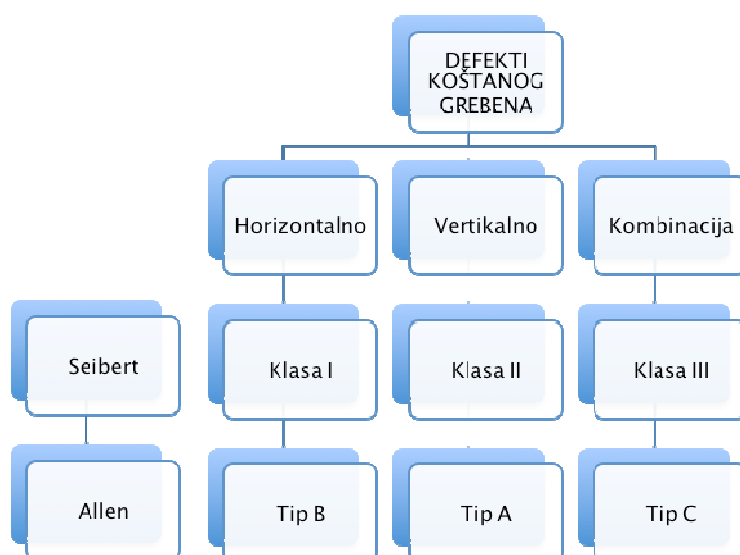 DEFEKTI
KOŠTANOG
GREBENA
Horizontalno
Vertikalno
Kombinacija
Seibert
Klasa I
Klasa II
Klasa III
Allen
Tip B
Tip A
Tip C